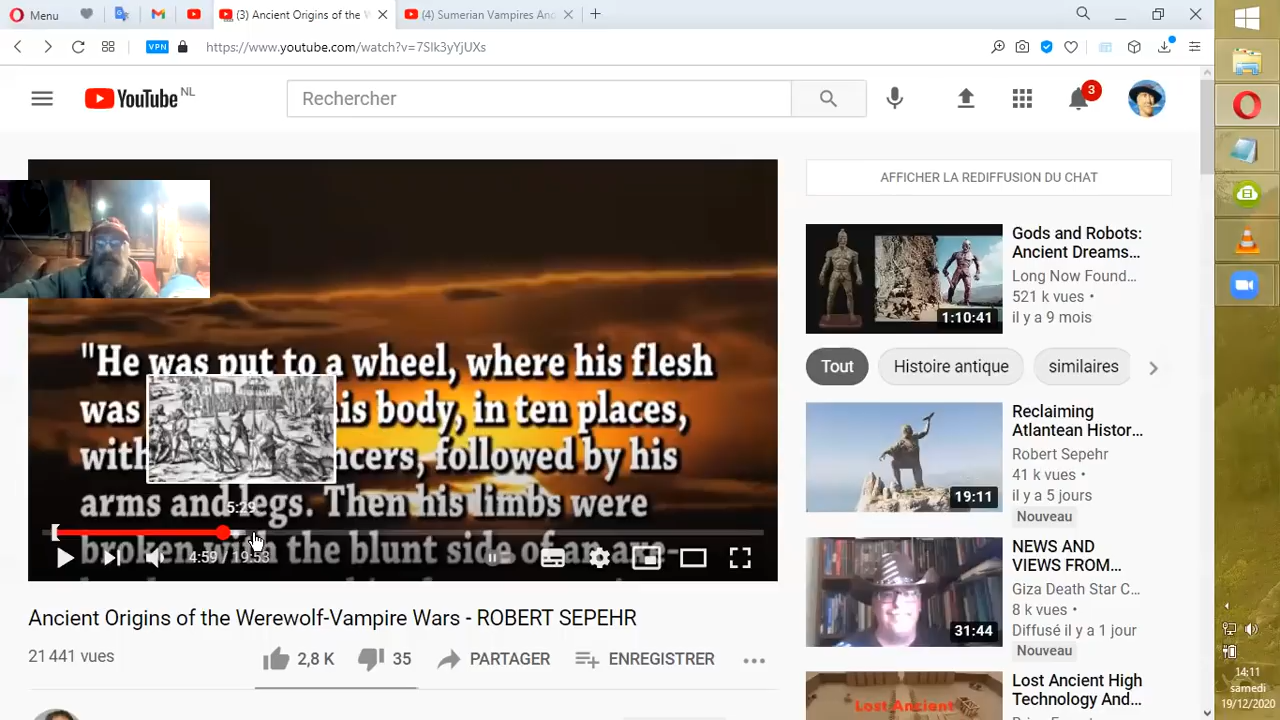 Menu
(3) Ancient Origins of the W
(4) Sumerian Vampires And
VPN
https://www.youtube.com/watch?v=7SIk3yYjUXs
YouTube NL
Rechercher
3
"He was put to a wheel, where his flesh
was his body, in ten places,
with ncers, followed by his
arms and legs. Then his limbs were
5:29
broken the blunt side of an axe-
4:59 / 19:53
Ancient Origins of the Werewolf-Vampire Wars - ROBERT SEPEHR
21 441 vues
2,8 K
35
PARTAGER
ENREGISTRER
AFFICHER LA REDIFFUSION DU CHAT
Gods and Robots:
Ancient Dreams...
Long Now Found...
521 k vues •
il y a 9 mois
1:10:41
Tout
Histoire antique
similaires
Reclaiming
Atlantean Histor...
Robert Sepehr
41 k vues •
il y a 5 jours
Nouveau
19:11
NEWS AND
VIEWS FROM...
Giza Death Star C...
8 k vues •
Diffusé il y a 1 jour
Nouveau
31:44
Lost Ancient High
Technology And...
Lost Ancient
14:11
samedi
19/12/2020